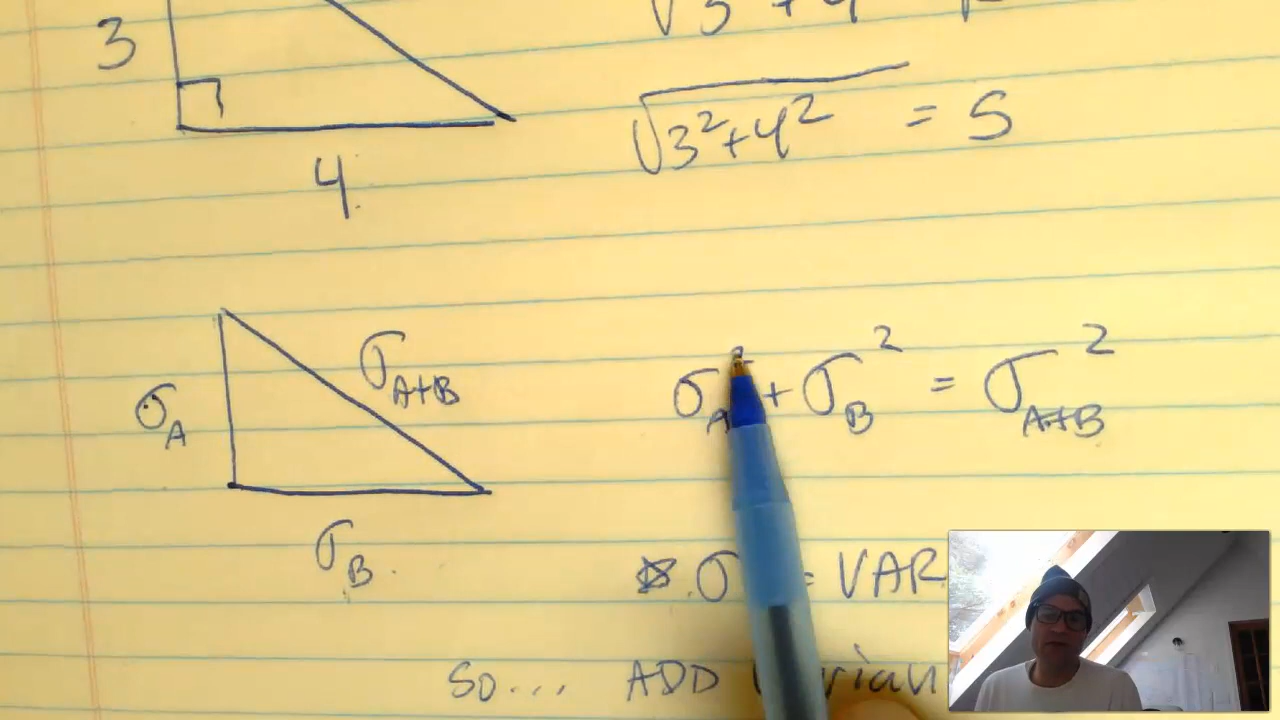 3
√3²+4² = 5
4.
σA
σA+B
σA² + σB² = σA+B²
σB.
σ = VAR
SO... ADD